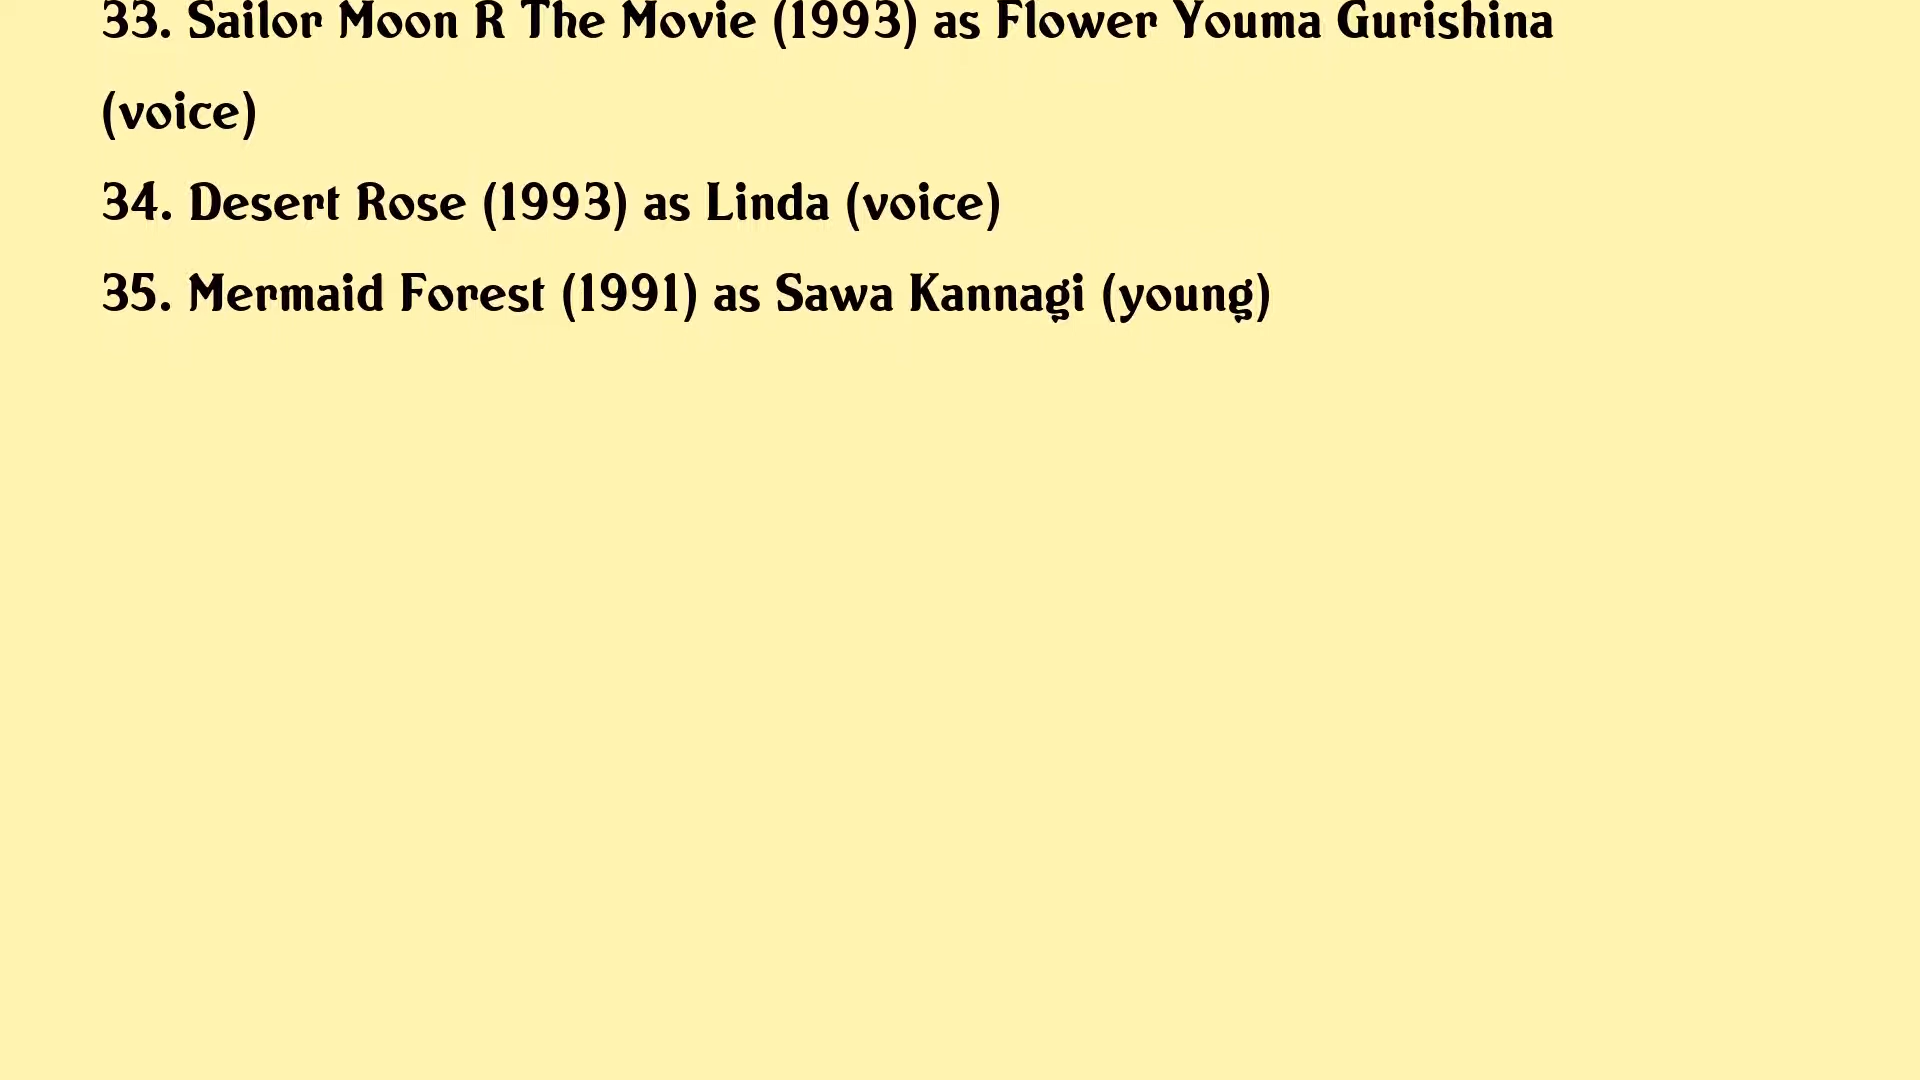 33. Sailor Moon R The Movie (1993) as Flower Youma Gurishina
(voice)
34. Desert Rose (1993) as Linda (voice)
35. Mermaid Forest (1991) as Sawa Kannagi (young)